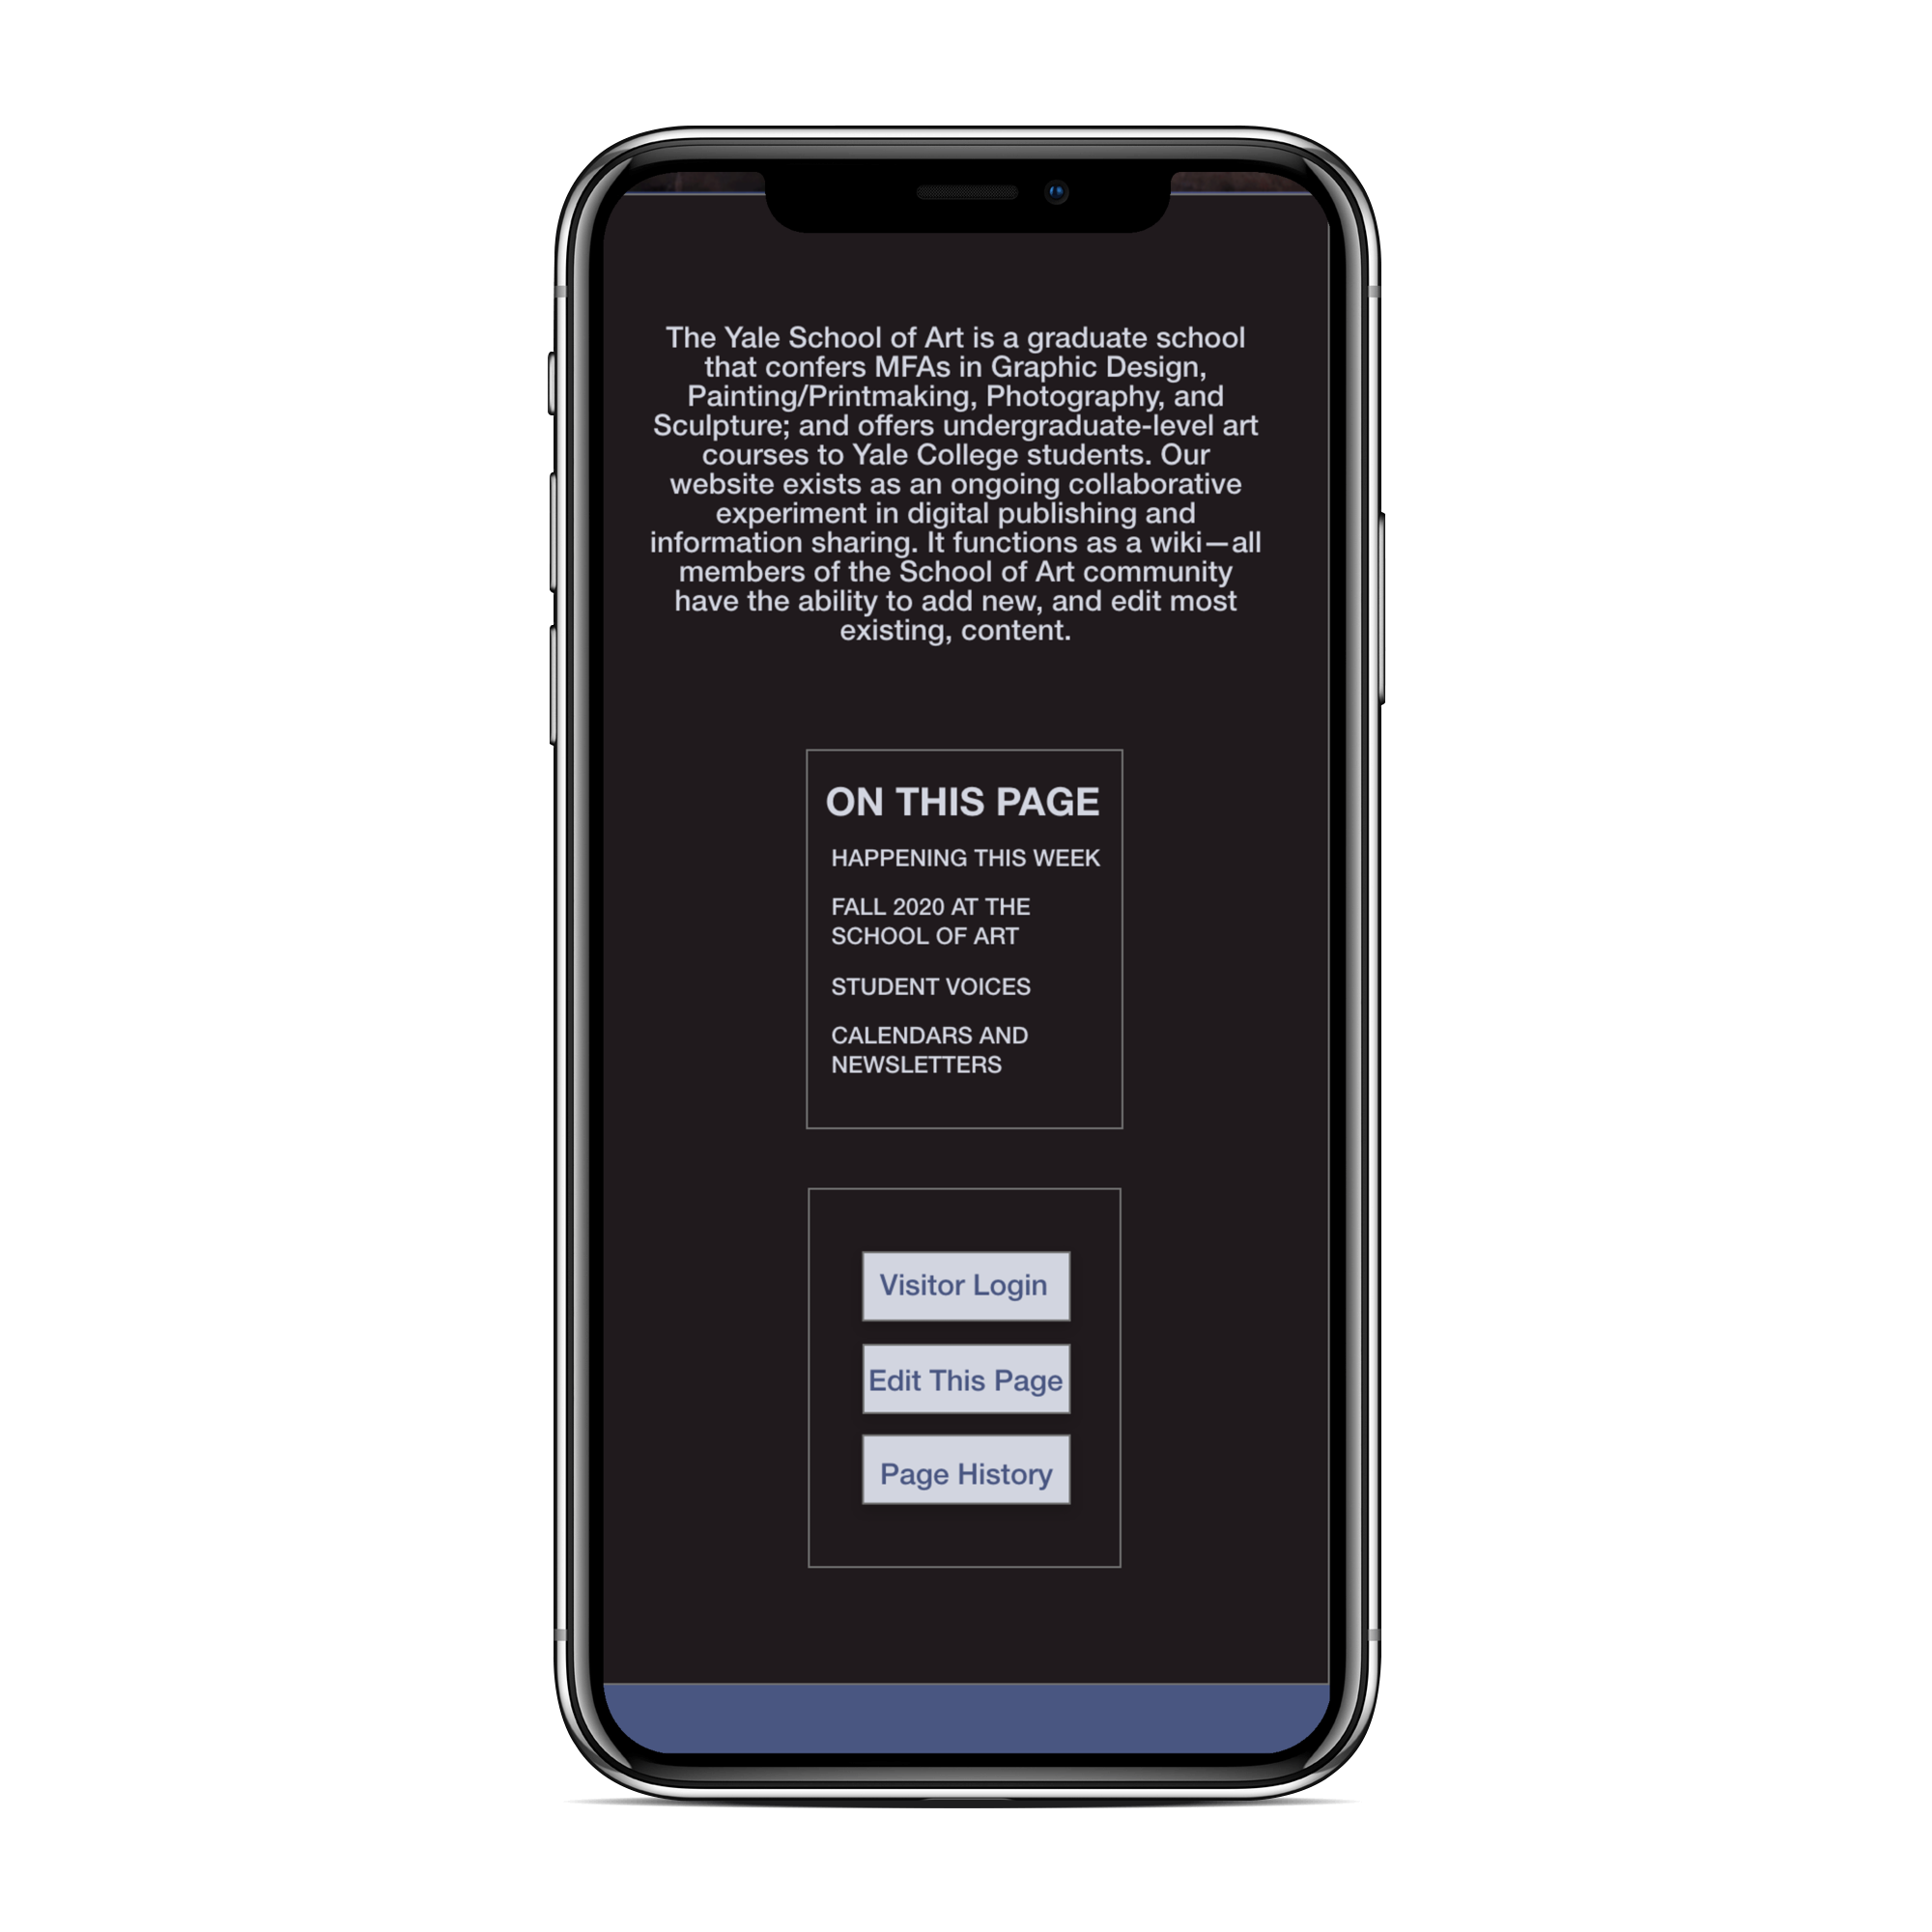 The Yale School of Art is a graduate school
that confers MFAs in Graphic Design,
Painting/Printmaking, Photography, and
Sculpture; and offers undergraduate-level art
courses to Yale College students. Our
website exists as an ongoing collaborative
experiment in digital publishing and
information sharing. It functions as a wiki—all
members of the School of Art community
have the ability to add new, and edit most
existing, content.
ON THIS PAGE
HAPPENING THIS WEEK
FALL 2020 AT THE
SCHOOL OF ART
STUDENT VOICES
CALENDARS AND
NEWSLETTERS
Visitor Login
Edit This Page
Page History